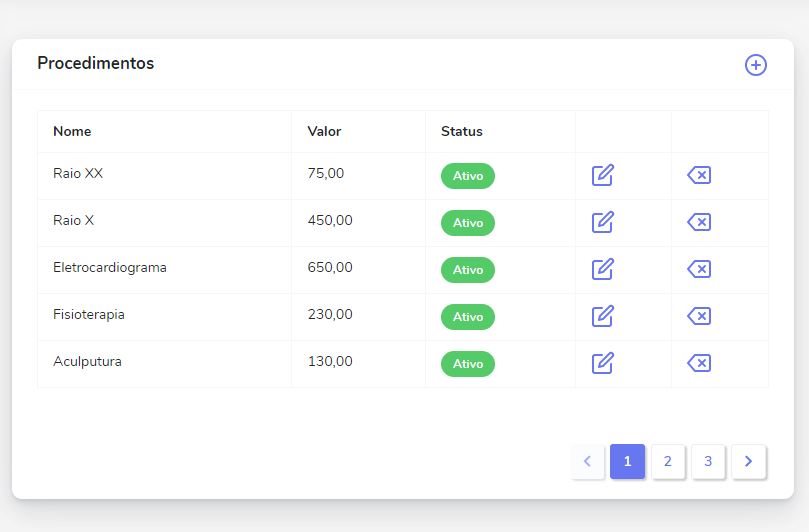 Procedimentos
Nome Valor Status
Raio XX 75,00 Ativo
Raio X 450,00 Ativo
Eletrocardiograma 650,00 Ativo
Fisioterapia 230,00 Ativo
Aculputura 130,00 Ativo
1 2 3